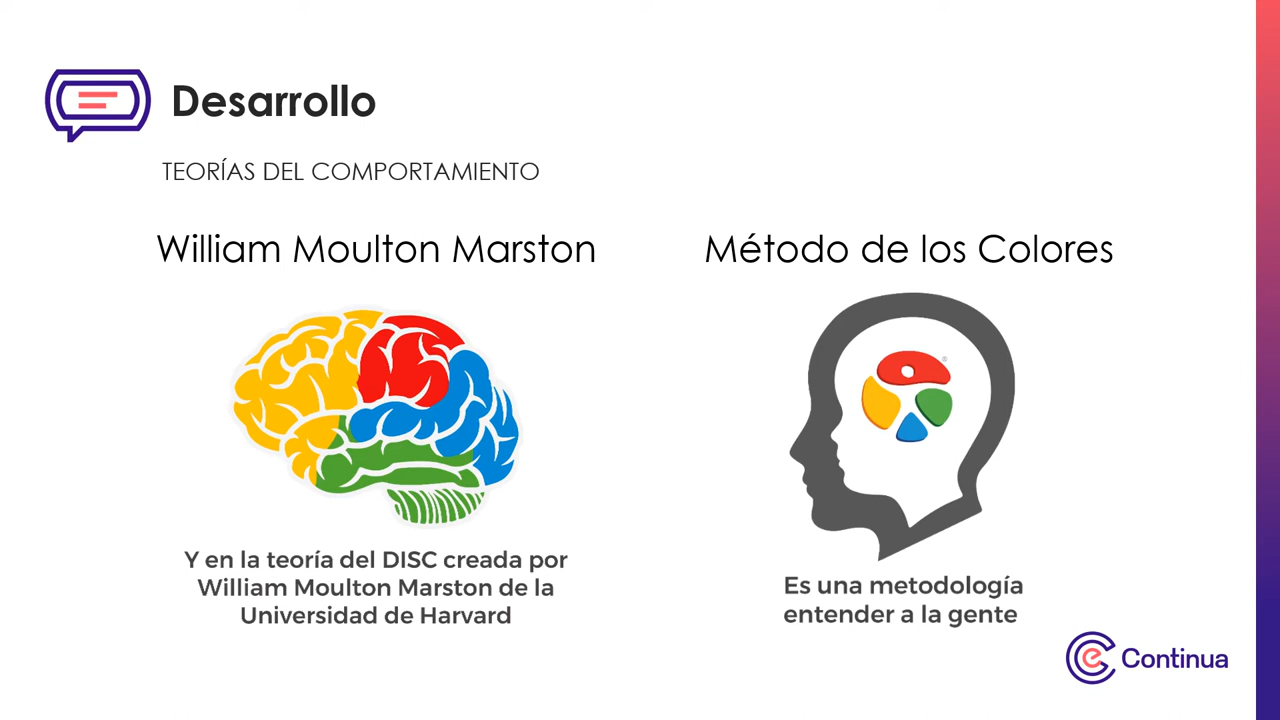 Desarrollo
TEORÍAS DEL COMPORTAMIENTO
William Moulton Marston
Y en la teoría del DISC creada por
William Moulton Marston de la
Universidad de Harvard
Método de los Colores
®
Es una metodología
entender a la gente
e Continua